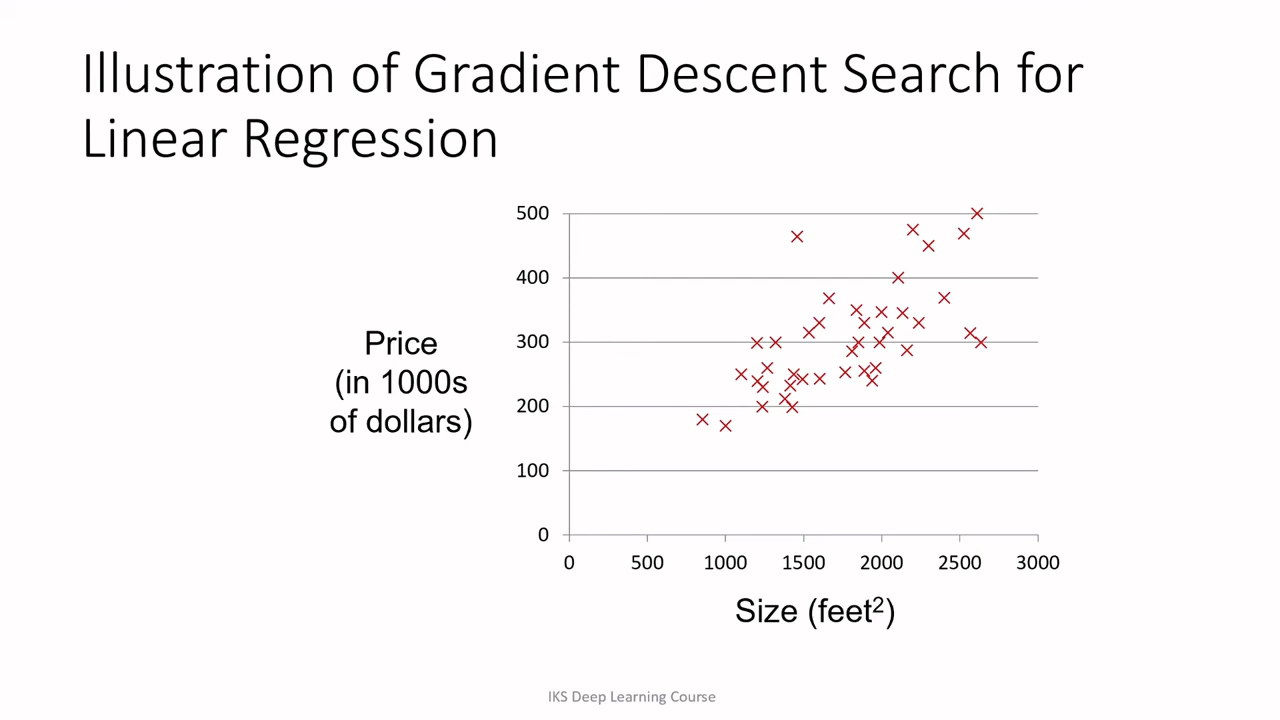 Illustration of Gradient Descent Search for
Linear Regression
500
400
300
200
100
0
Price
(in 1000s
of dollars)
0 500 1000 1500 2000 2500 3000
Size (feet²)
IKS Deep Learning Course